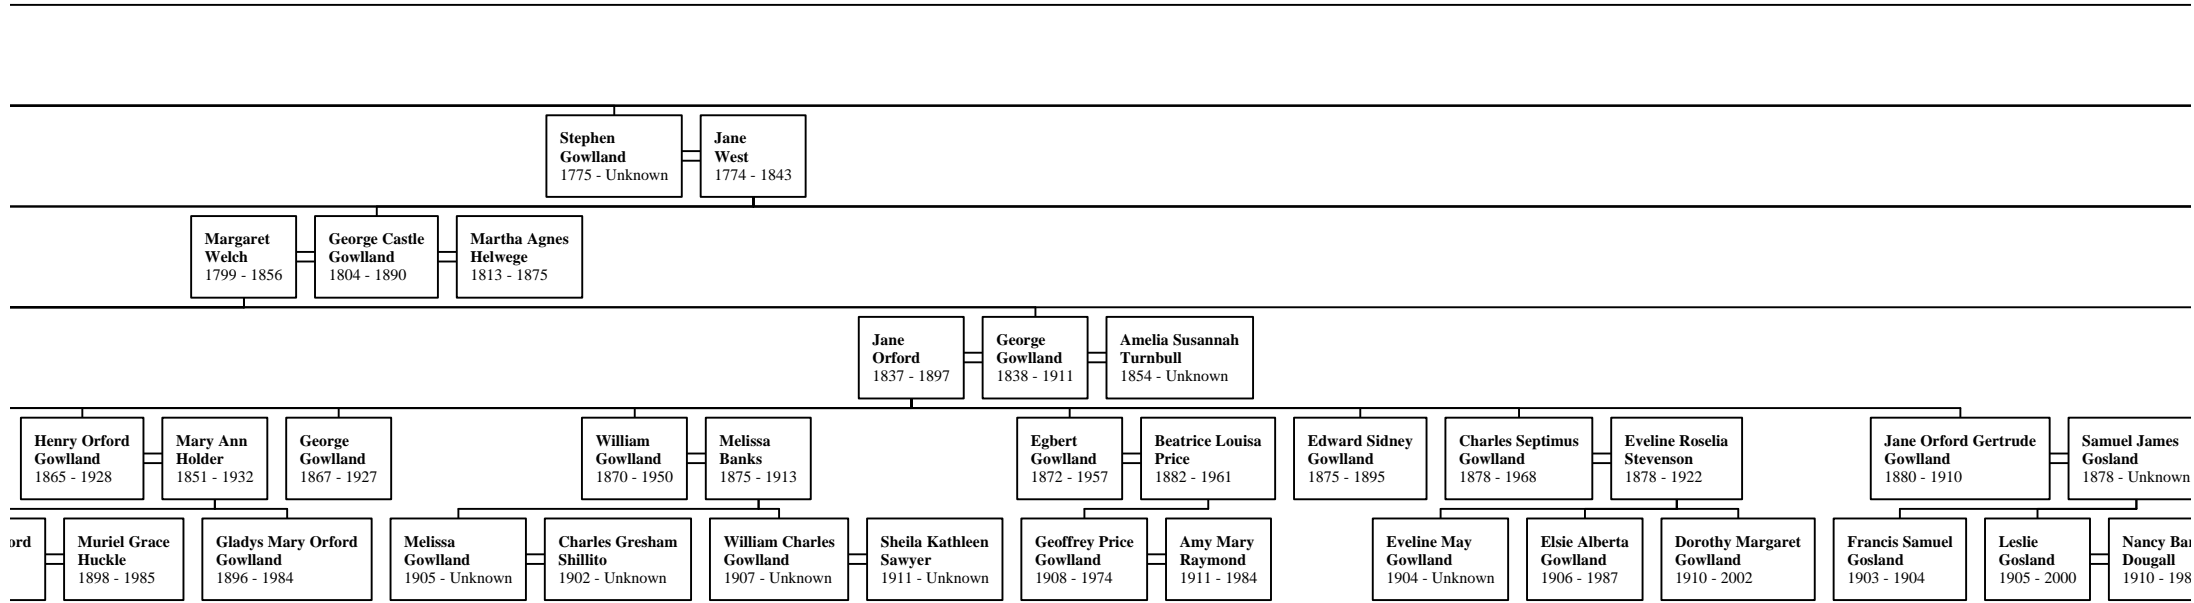 Stephen
Gowlland
1775 - Unknown
Jane
West
1774 - 1843
Margaret
Welch
1799 - 1856
George Castle
Gowlland
1804 - 1890
Martha Agnes
Helwege
1813 - 1875
Jane
Orford
1837 - 1897
George
Gowlland
1838 - 1911
Amelia Susannah
Turnbull
1854 - Unknown
Henry Orford
Gowlland
1865 - 1928
Mary Ann
Holder
1851 - 1932
George
Gowlland
1867 - 1927
William
Gowlland
1870 - 1950
Melissa
Banks
1875 - 1913
Egbert
Gowlland
1872 - 1957
Beatrice Louisa
Price
1882 - 1961
Edward Sidney
Gowlland
1875 - 1895
Charles Septimus
Gowlland
1878 - 1968
Eveline Roselia
Stevenson
1878 - 1922
Jane Orford Gertrude
Gowlland
1880 - 1910
Samuel James
Gosland
1878 - Unknown
ord
Muriel Grace
Huckle
1898 - 1985
Gladys Mary Orford
Gowlland
1896 - 1984
Melissa
Gowlland
1905 - Unknown
Charles Gresham
Shillito
1902 - Unknown
William Charles
Gowlland
1907 - Unknown
Sheila Kathleen
Sawyer
1911 - Unknown
Geoffrey Price
Gowlland
1908 - 1974
Amy Mary
Raymond
1911 - 1984
Eveline May
Gowlland
1904 - Unknown
Elsie Alberta
Gowlland
1906 - 1987
Dorothy Margaret
Gowlland
1910 - 2002
Francis Samuel
Gosland
1903 - 1904
Leslie
Gosland
1905 - 2000
Nancy Ba
Dougall
1910 - 198